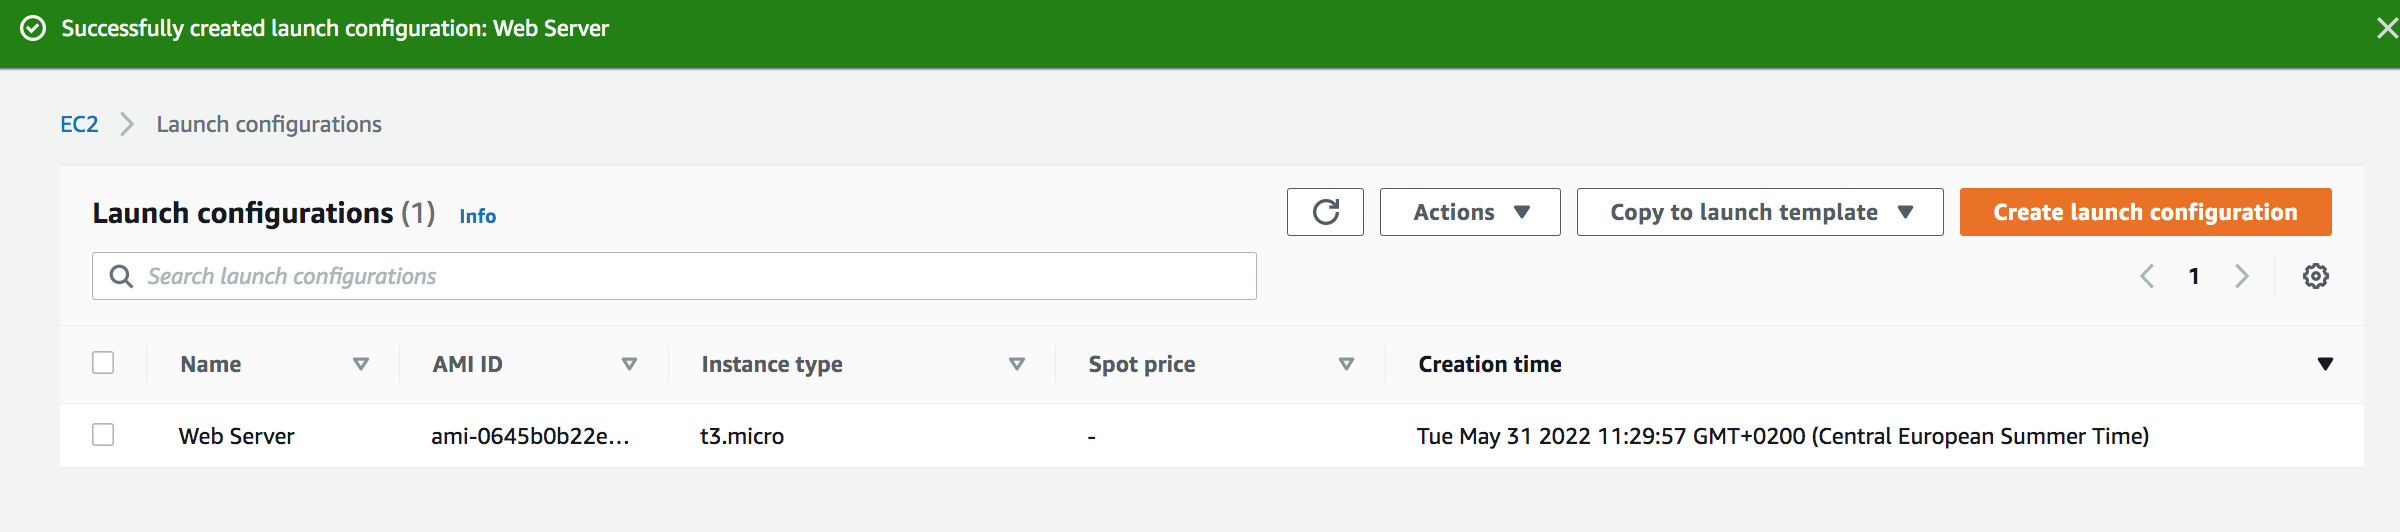 Successfully created launch configuration: Web Server
EC2 Launch configurations
Launch configurations (1) Info Actions Copy to launch template Create launch configuration
Search launch configurations 1
Name AMI ID Instance type Spot price Creation time
Web Server ami-0645b0b22e... t3.micro - Tue May 31 2022 11:29:57 GMT+0200 (Central European Summer Time)